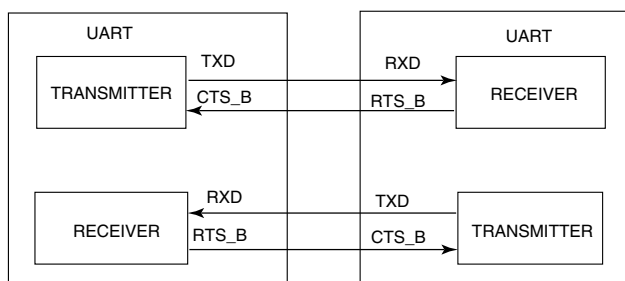 UART
UART
TXD
RXD
TRANSMITTER
CTS_B
RTS_B
RECEIVER
RXD
TXD
RECEIVER
RTS_B
CTS_B
TRANSMITTER